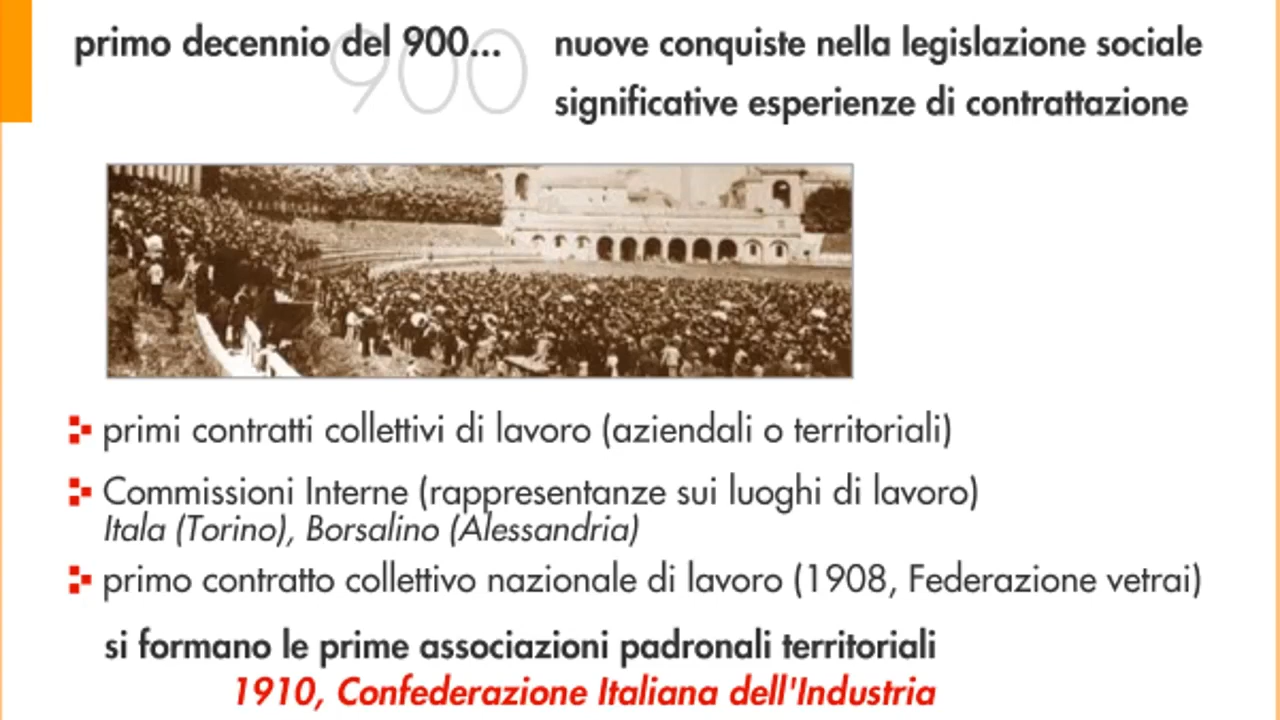 primo decennio del 900...
900
nuove conquiste nella legislazione sociale
significative esperienze di contrattazione
primi contratti collettivi di lavoro (aziendali o territoriali)
Commissioni Interne (rappresentanze sui luoghi di lavoro)
Itala (Torino), Borsalino (Alessandria)
primo contratto collettivo nazionale di lavoro (1908, Federazione vetrai)
si formano le prime associazioni padronali territoriali
1910, Confederazione Italiana dell'Industria